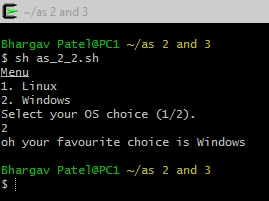 ~/as 2 and 3
Bhargav Patel@PC1 ~/as 2 and 3
$ sh as_2_2.sh
Menu
1. Linux
2. Windows
Select your OS choice (1/2).
2
oh your favourite choice is Windows
Bhargav Patel@PC1 ~/as 2 and 3
$